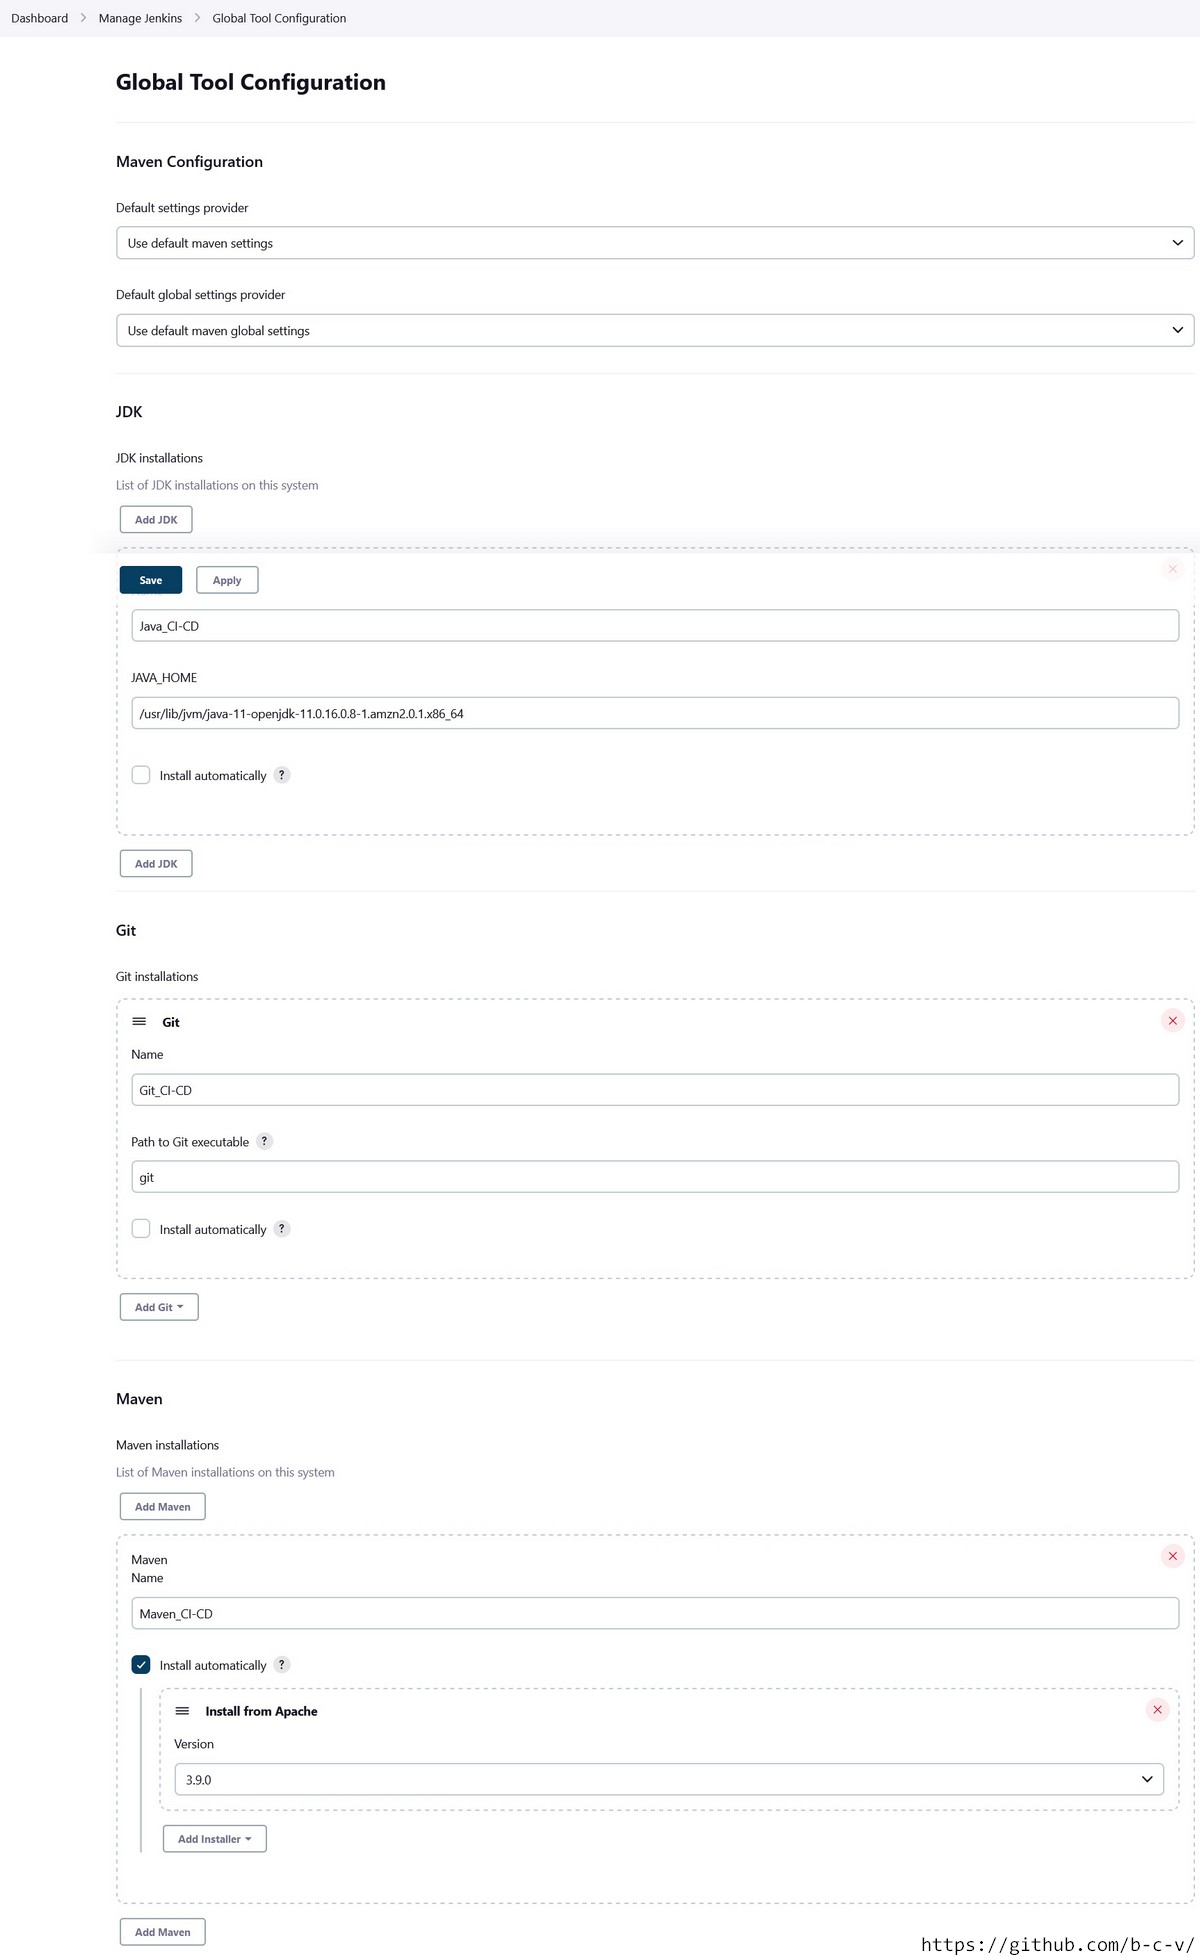 Dashboard > Manage Jenkins > Global Tool Configuration
Global Tool Configuration
Maven Configuration
Default settings provider
Use default maven settings
Default global settings provider
Use default maven global settings
JDK
JDK installations
List of JDK installations on this system
Add JDK
Save Apply
Java_CI-CD
JAVA_HOME
/usr/lib/jvm/java-11-openjdk-11.0.16.0.8-1.amzn2.0.1.x86_64
Install automatically ?
Add JDK
Git
Git installations
Git
Name
Git_CI-CD
Path to Git executable ?
git
Install automatically ?
Add Git
Maven
Maven installations
List of Maven installations on this system
Add Maven
Maven
Name
Maven_CI-CD
Install automatically ?
Install from Apache
Version
3.9.0
Add Installer
Add Maven
https://github.com/b-c-v/